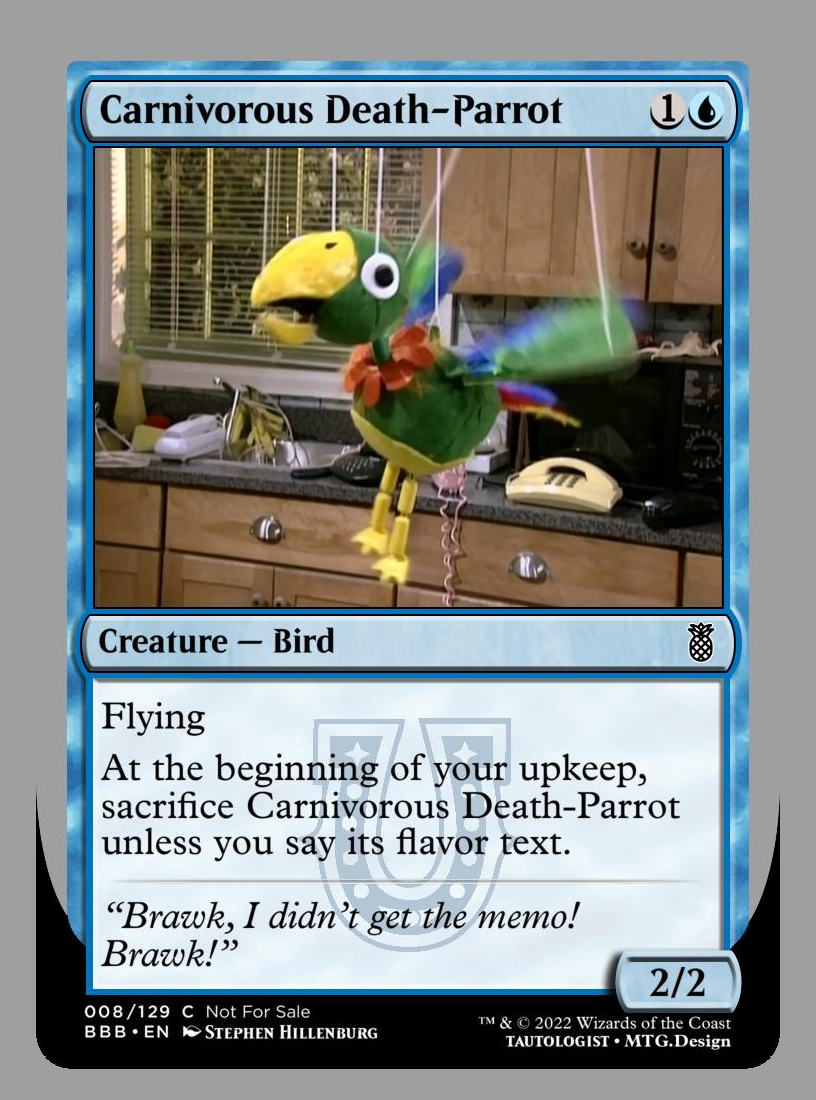 Carnivorous Death-Parrot 1
Creature — Bird
Flying
At the beginning of your upkeep,
sacrifice Carnivorous Death-Parrot
unless you say its flavor text.
“Brawk, I didn’t get the memo!
Brawk!”
2/2
008/129 C Not For Sale
BBB • EN STEPHEN HILLENBURG
™ & © 2022 Wizards of the Coast
TAUTOLOGIST • MTG.Design